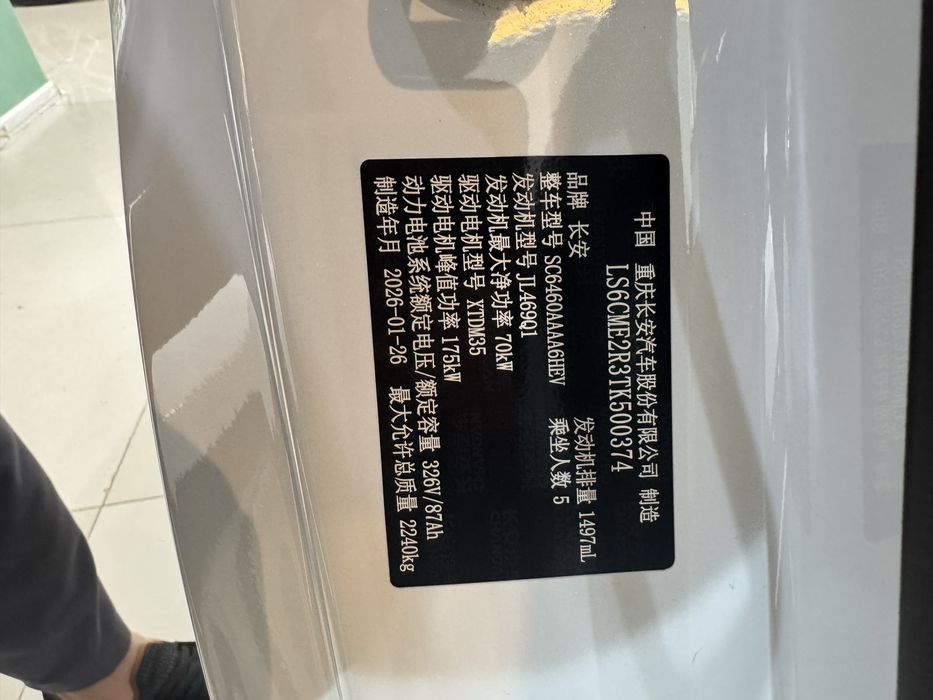 中国 重庆长安汽车股份有限公司 制造
LS6CME2R3TK500374
品牌 长安 发动机排量 1497mL
整车型号 SC6460AAAA6HEV 乘坐人数 5
发动机型号 JL469Q1
发动机最大净功率 70kW
驱动电机型号 XTDM35
驱动电机峰值功率 175kW
动力电池系统额定电压/额定容量 326V/87Ah
制造年月 2026-01-26 最大允许总质量 2240kg